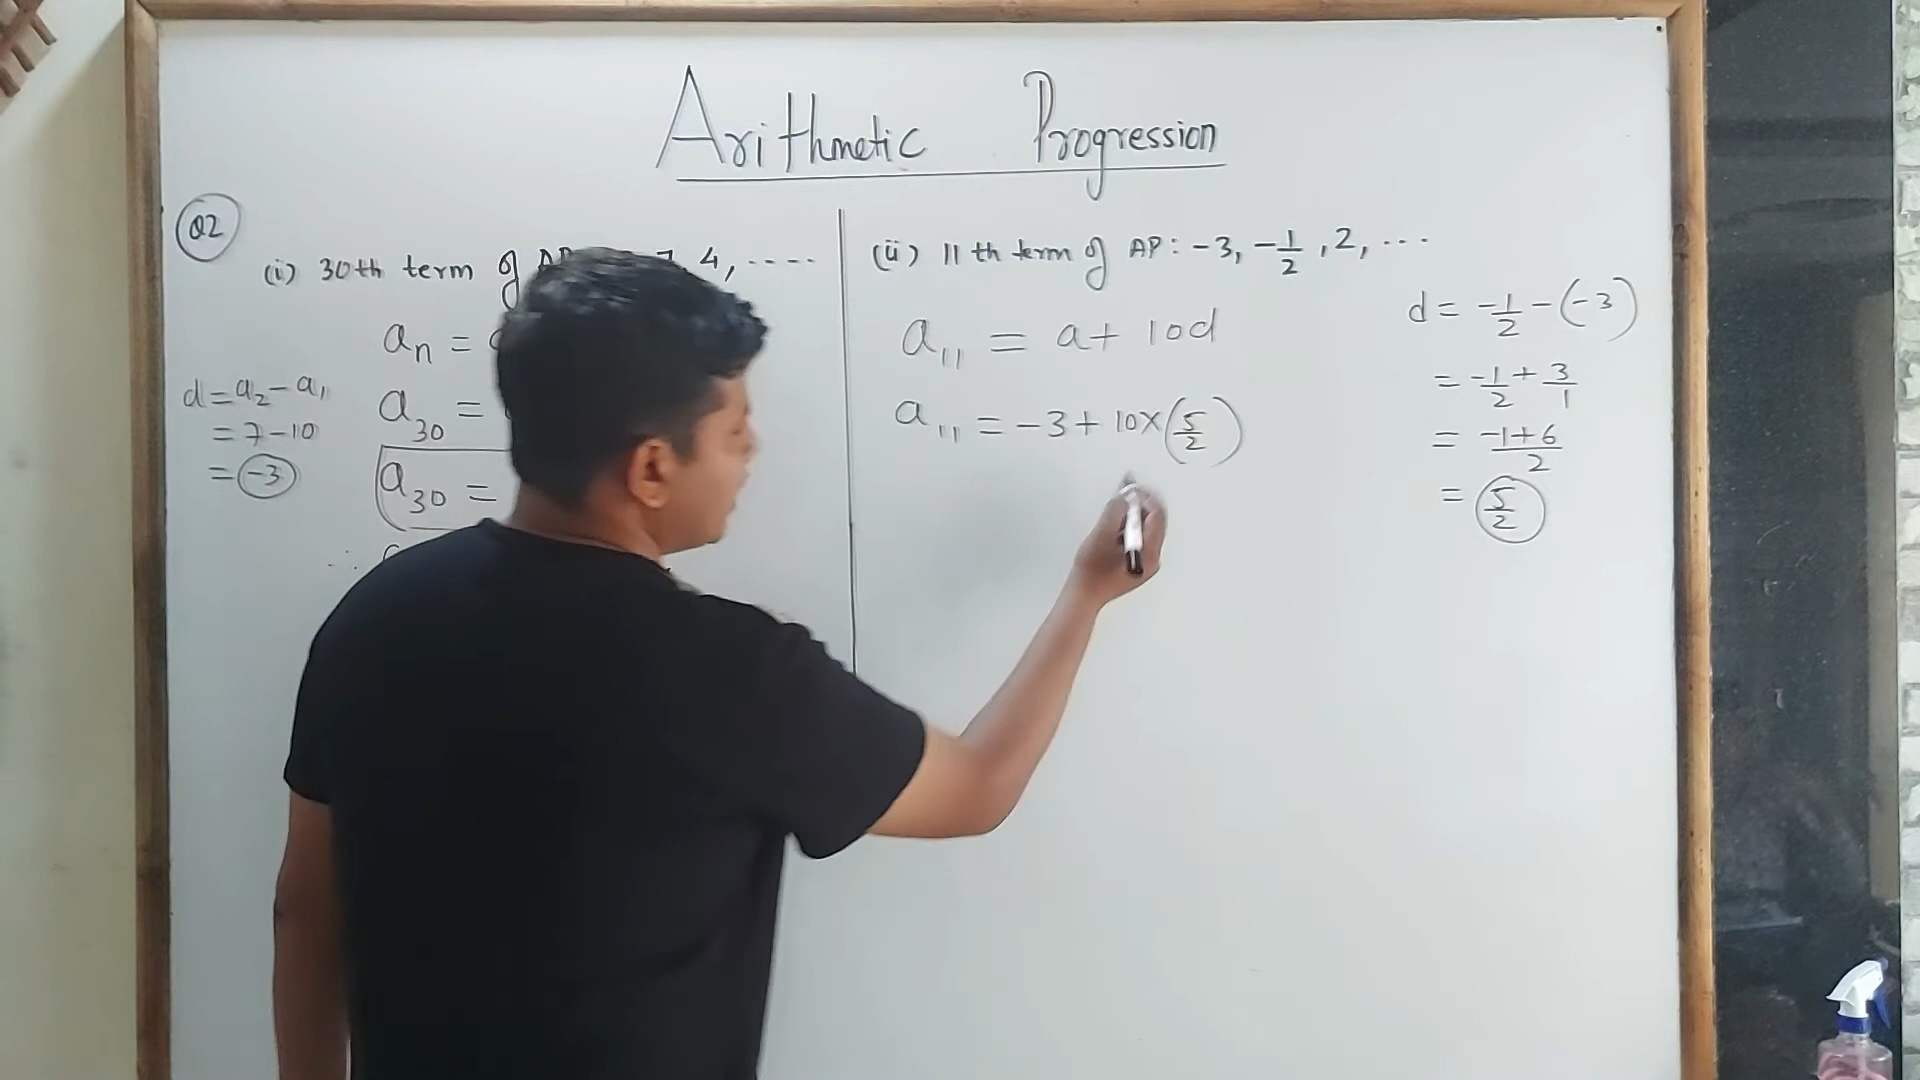 Arithmetic Progression
Q2
(i) 30th term of 4, ....
an =
d = a2 - a1
= 7 - 10
= -3
a30 =
a30 =
(ii) 11th term of AP: -3, -1/2, 2, ...
a11 = a + 10d
a11 = -3 + 10 × (5/2)
d = -1/2 - (-3)
= -1/2 + 3/1
= -1+6/2
= 5/2